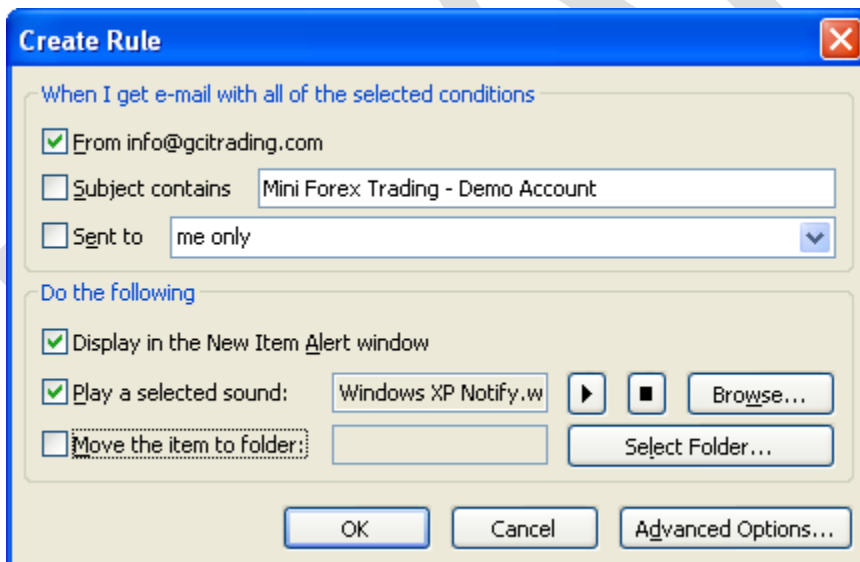 Create Rule
When I get e-mail with all of the selected conditions
From info@gcitrading.com
Subject contains Mini Forex Trading - Demo Account
Sent to me only
Do the following
Display in the New Item Alert window
Play a selected sound: Windows XP Notify.w Browse...
Move the item to folder: Select Folder...
OK Cancel Advanced Options...